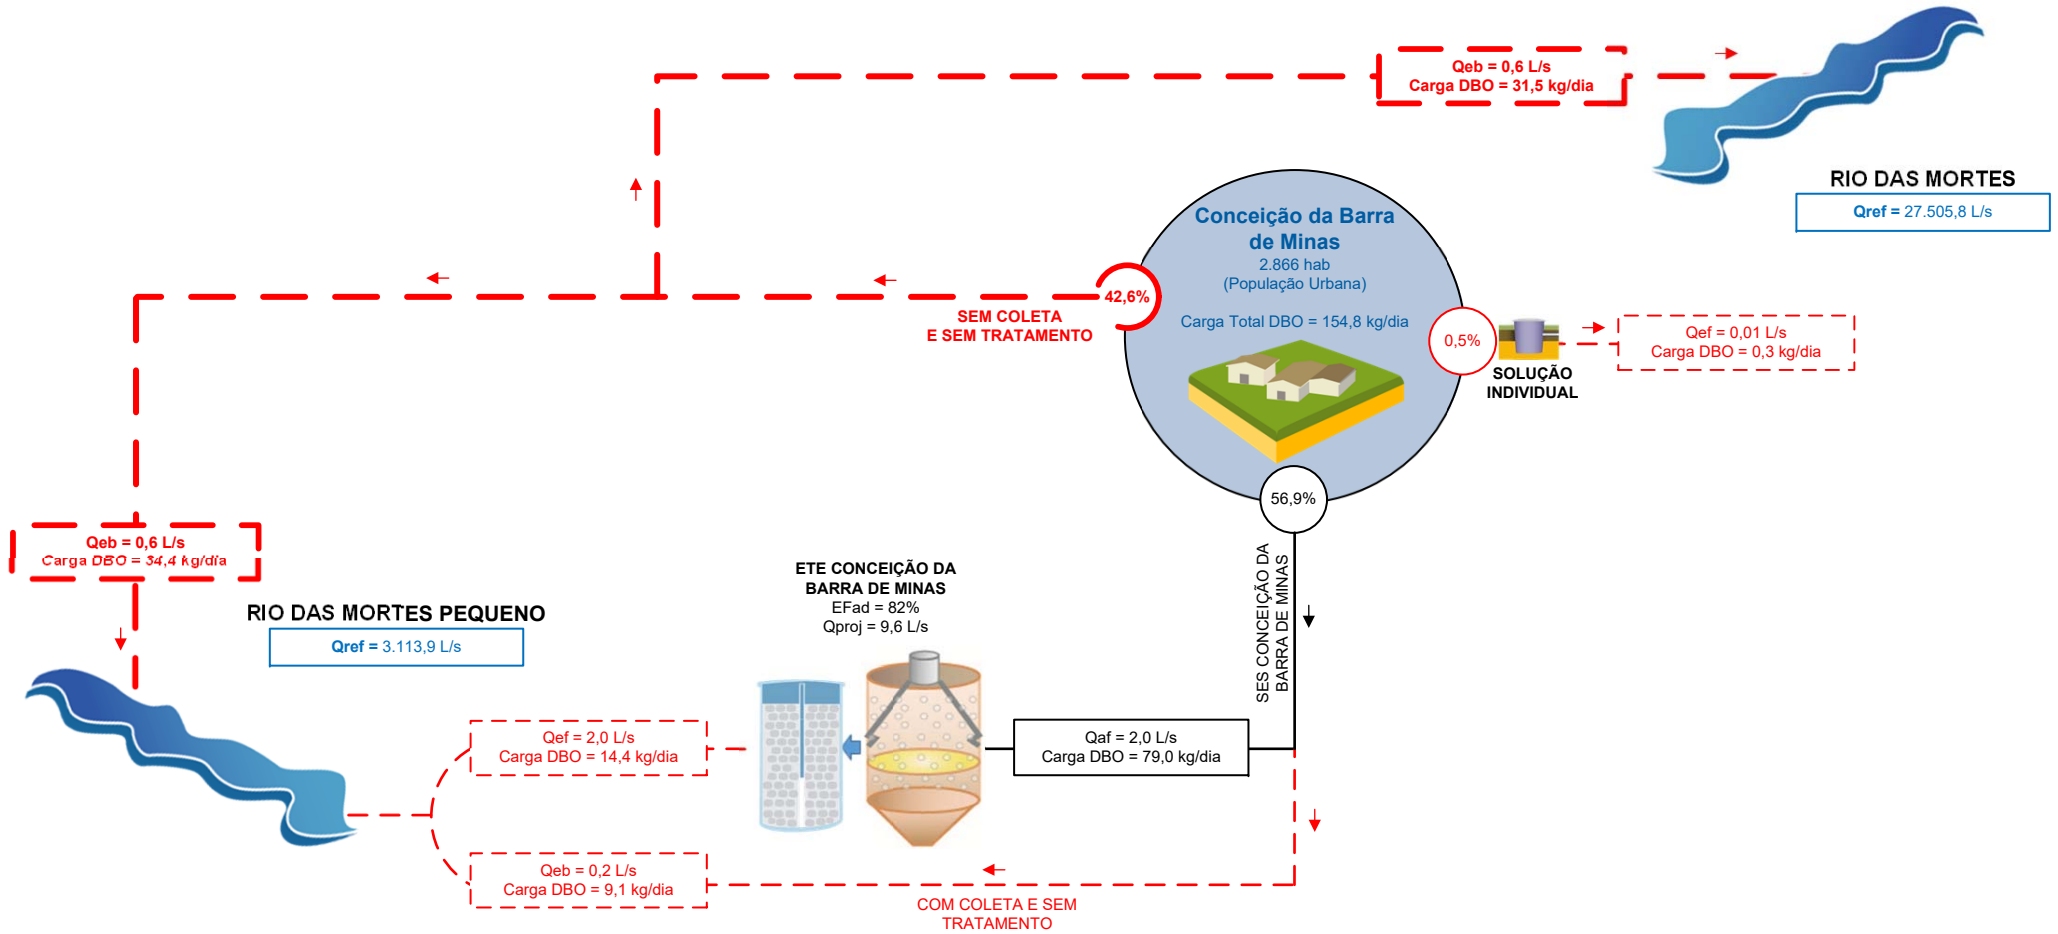 Qeb = 0,6 L/s
Carga DBO = 31,5 kg/dia
RIO DAS MORTES
Qref = 27.505,8 L/s
Conceição da Barra
de Minas
2.866 hab
(População Urbana)
Carga Total DBO = 154,8 kg/dia
42,6%
SEM COLETA
E SEM TRATAMENTO
0,5%
SOLUÇÃO
INDIVIDUAL
Qef = 0,01 L/s
Carga DBO = 0,3 kg/dia
56,9%
SES CONCEIÇÃO DA
BARRA DE MINAS
Qeb = 0,6 L/s
Carga DBO = 34,4 kg/dia
RIO DAS MORTES PEQUENO
Qref = 3.113,9 L/s
ETE CONCEIÇÃO DA
BARRA DE MINAS
EFad = 82%
Qproj = 9,6 L/s
Qef = 2,0 L/s
Carga DBO = 14,4 kg/dia
Qaf = 2,0 L/s
Carga DBO = 79,0 kg/dia
Qeb = 0,2 L/s
Carga DBO = 9,1 kg/dia
COM COLETA E SEM
TRATAMENTO